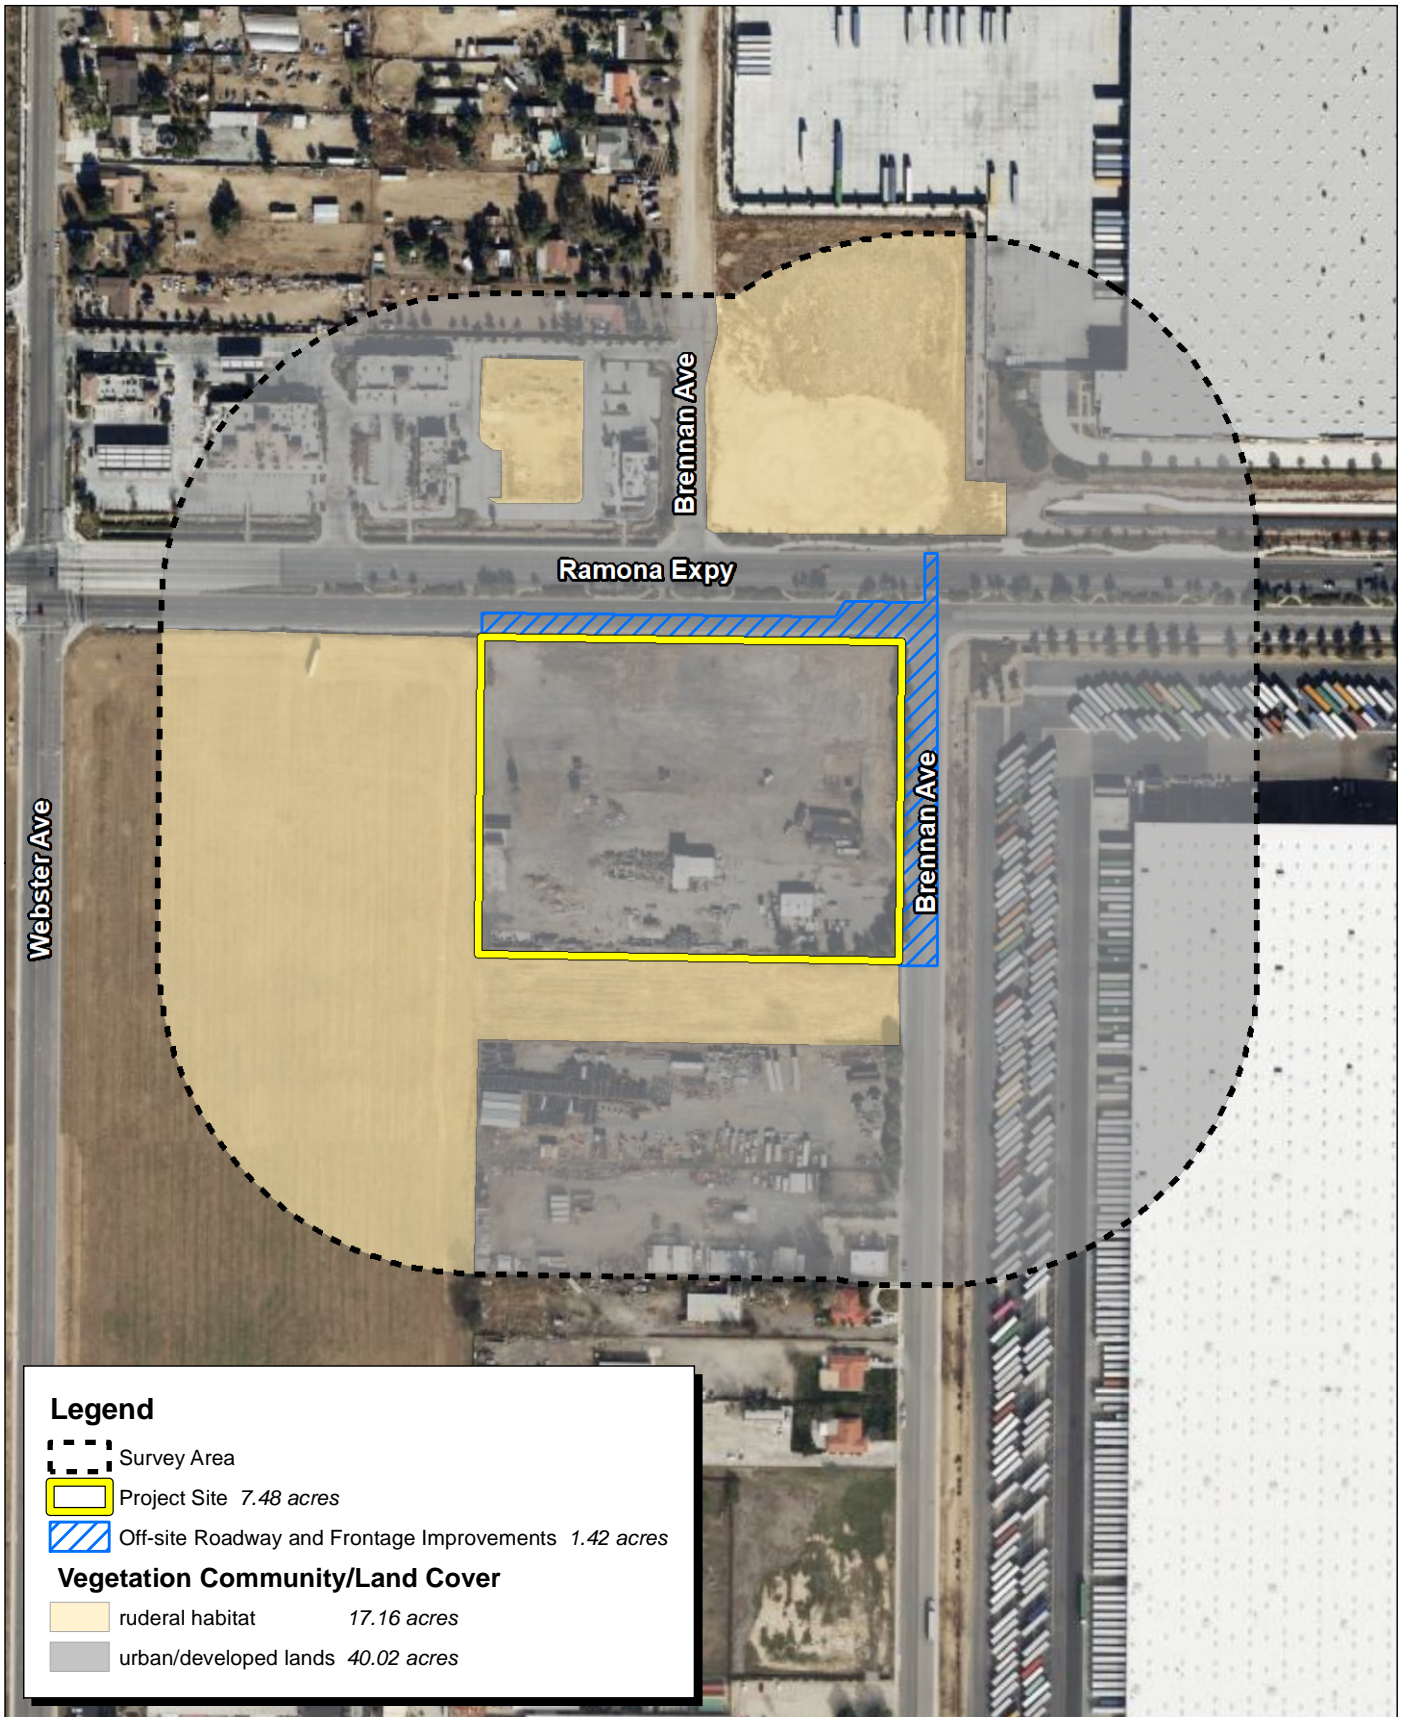 Brennan Ave
Ramona Expy
Webster Ave
Brennan Ave
Legend
Survey Area
Project Site 7.48 acres
Off-site Roadway and Frontage Improvements 1.42 acres
Vegetation Community/Land Cover
ruderal habitat 17.16 acres
urban/developed lands 40.02 acres